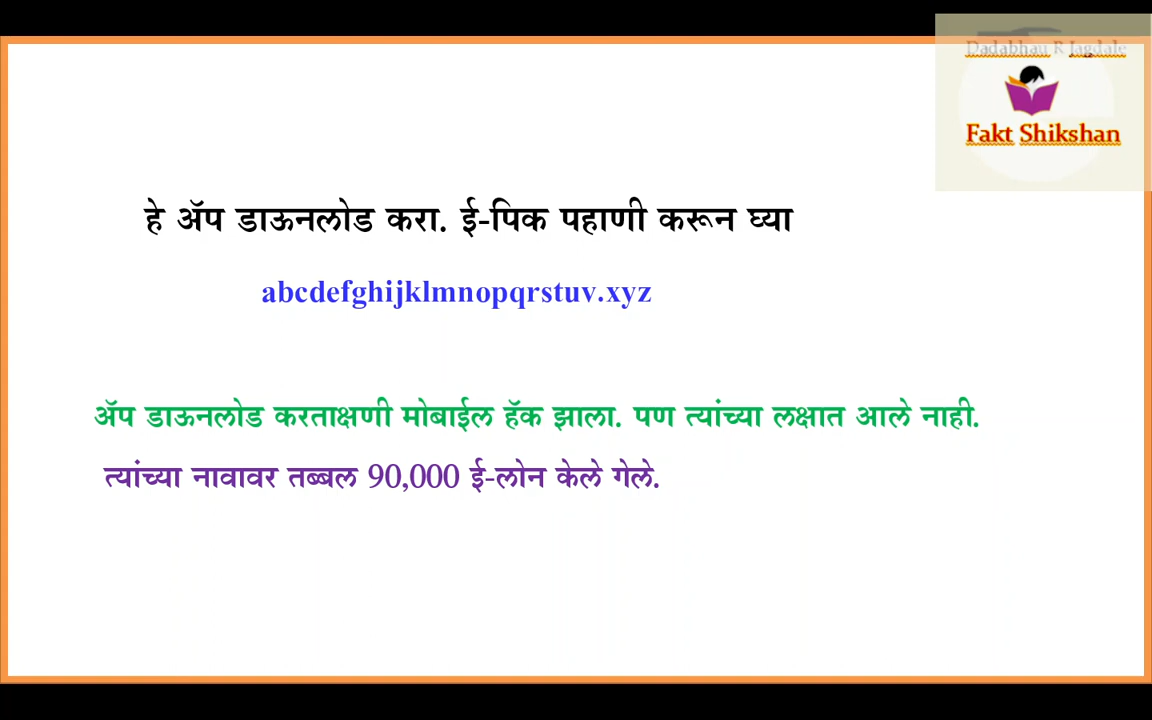 Dadabhau R Jagdale
Fakt Shikshan
हे ॲप डाऊनलोड करा. ई-पिक पहाणी करून घ्या
abcdefghijklmnopqrstuv.xyz
ॲप डाऊनलोड करताक्षणी मोबाईल हॅक झाला. पण त्यांच्या लक्षात आले नाही.
त्यांच्या नावावर तब्बल 90,000 ई-लोन केले गेले.